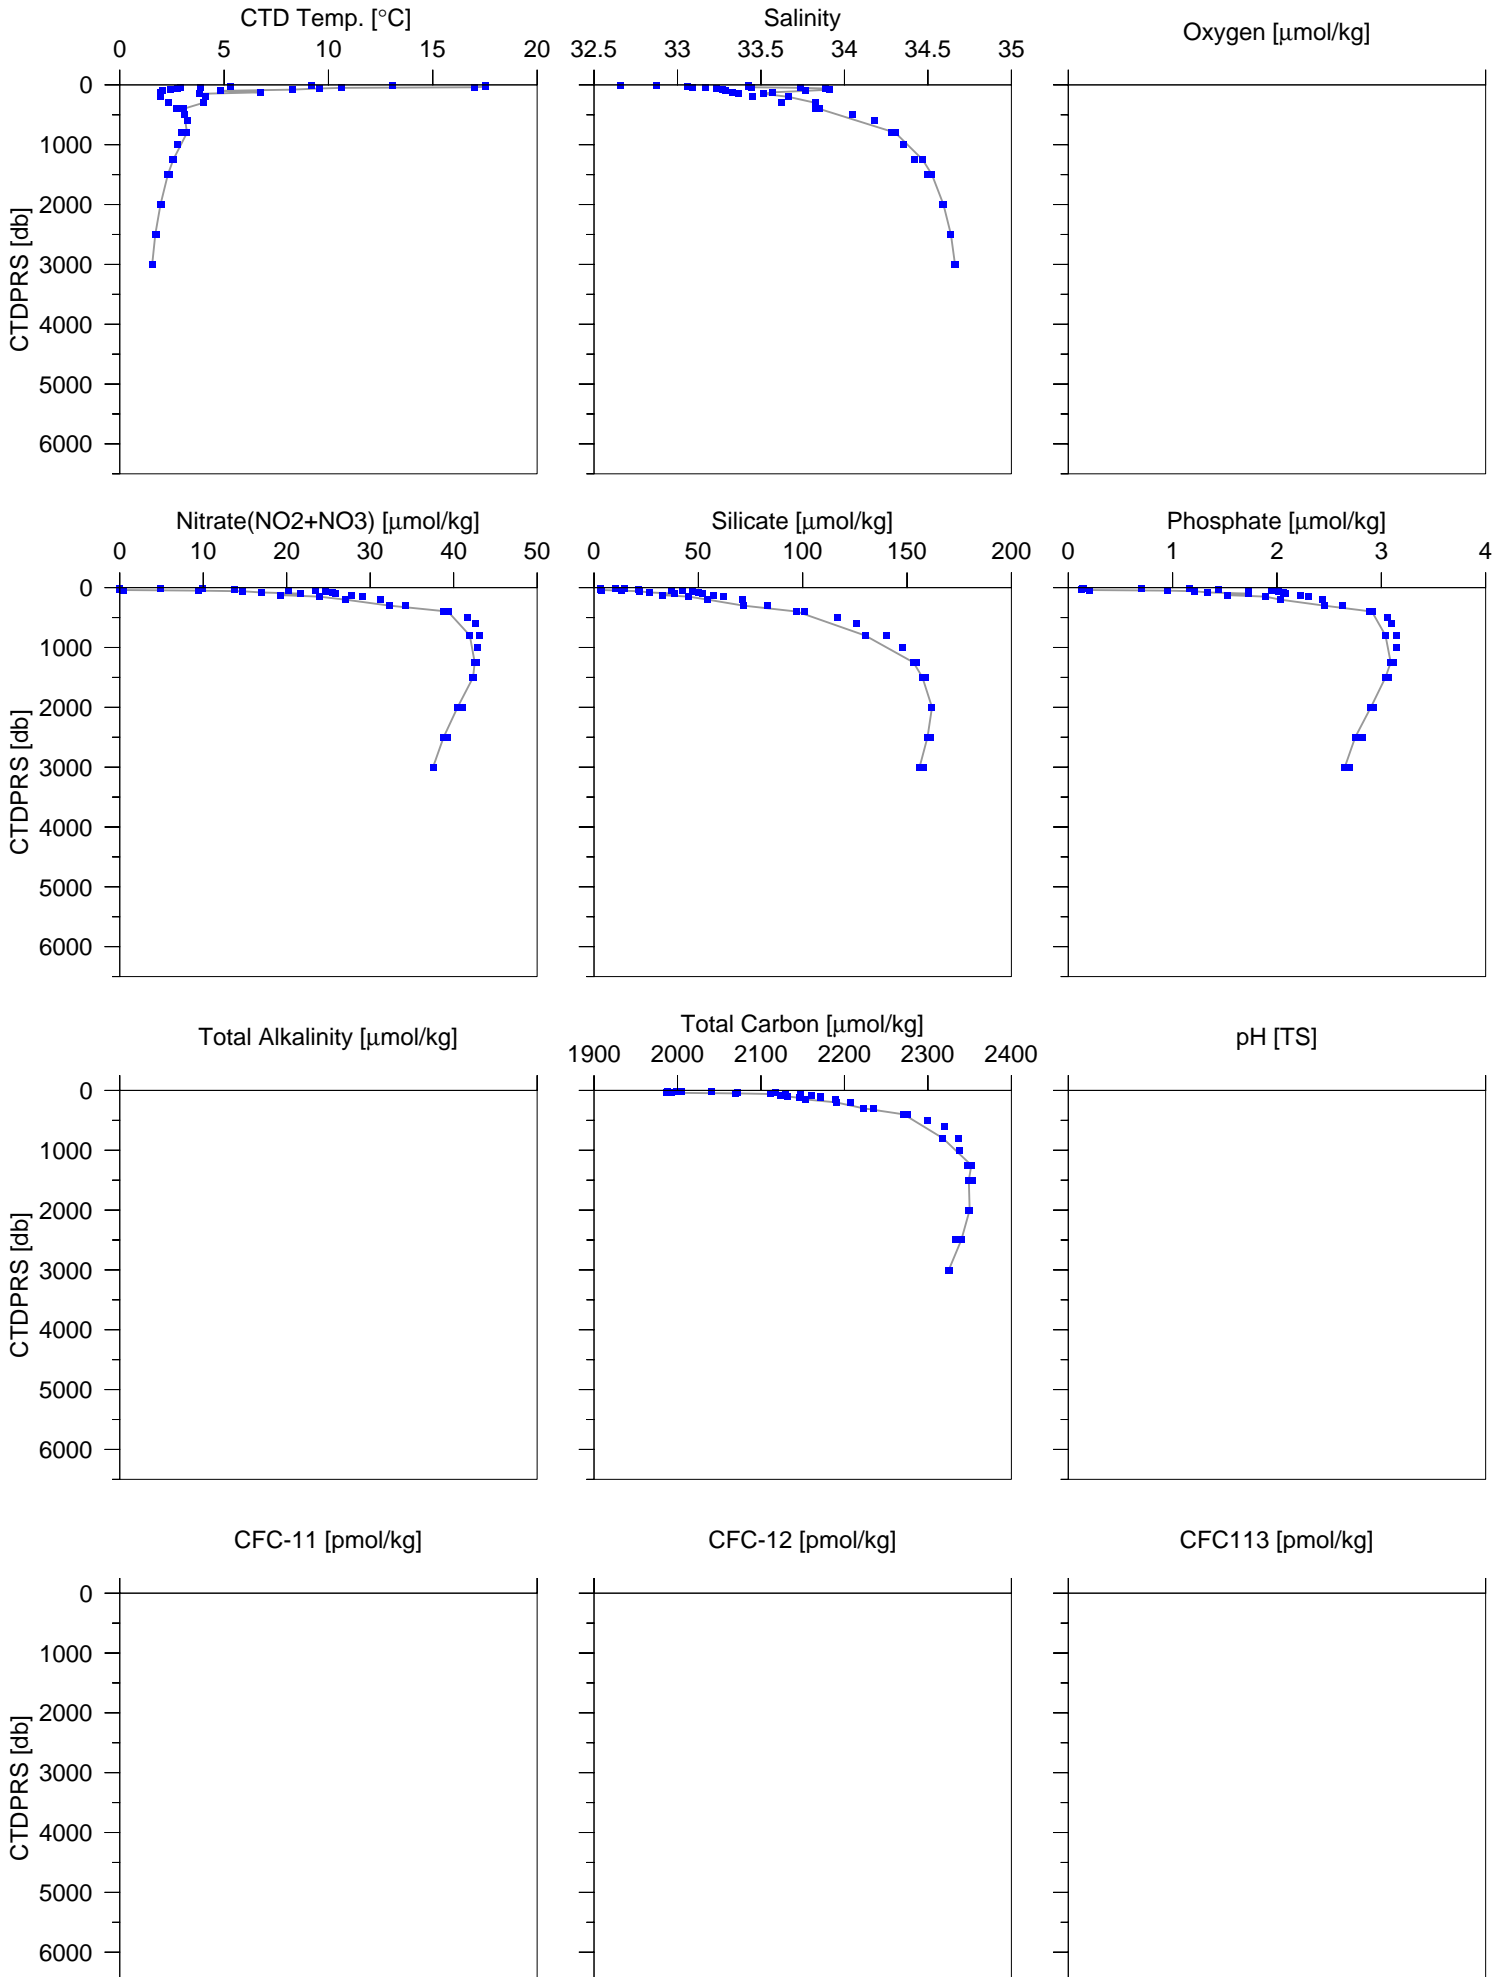 CTD Temp. [°C]
0 5 10 15 20
Salinity
32.5 33 33.5 34 34.5 35
Oxygen [μmol/kg]
0
1000
2000
3000
4000
5000
6000
CTDPRS [db]
Nitrate(NO2+NO3) [μmol/kg]
0 10 20 30 40 50
Silicate [μmol/kg]
0 50 100 150 200
Phosphate [μmol/kg]
0 1 2 3 4
0
1000
2000
3000
4000
5000
6000
CTDPRS [db]
Total Alkalinity [μmol/kg]
Total Carbon [μmol/kg]
1900 2000 2100 2200 2300 2400
pH [TS]
0
1000
2000
3000
4000
5000
6000
CTDPRS [db]
CFC-11 [pmol/kg]
CFC-12 [pmol/kg]
CFC113 [pmol/kg]
0
1000
2000
3000
4000
5000
6000
CTDPRS [db]